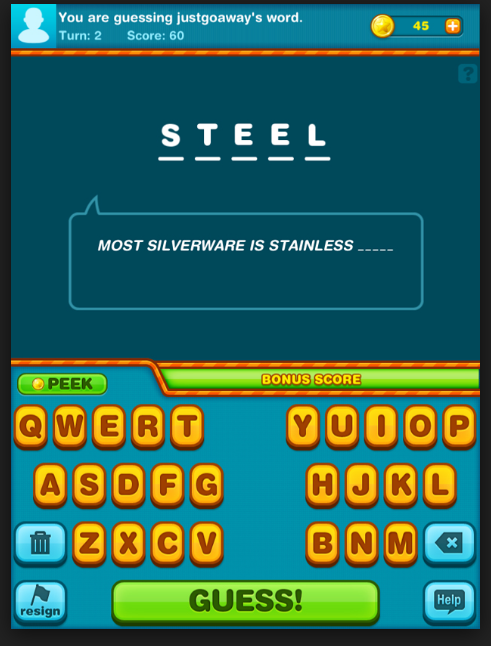 You are guessing justgoaway's word.
Turn: 2 Score: 60
45 +
?
STEEL
MOST SILVERWARE IS STAINLESS _____
PEEK
BONUS SCORE
Q W E R T Y U I O P
A S D F G H J K L
Z X C V B N M
resign
GUESS!
Help